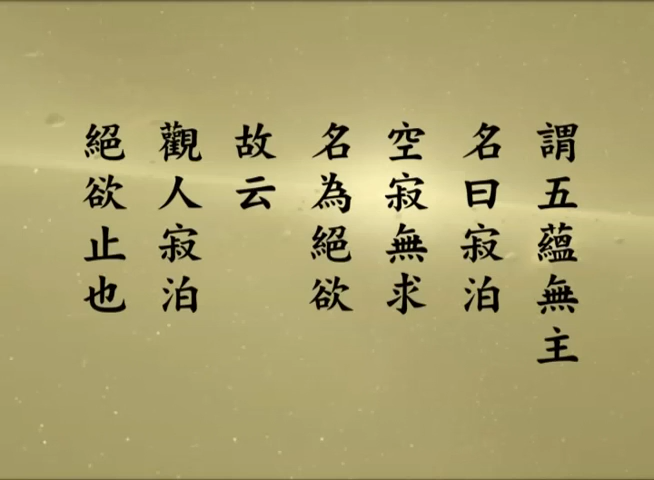 謂五蘊無主
名曰寂泊
空寂無求
名為絕欲
故云
觀人寂泊
絕欲止也